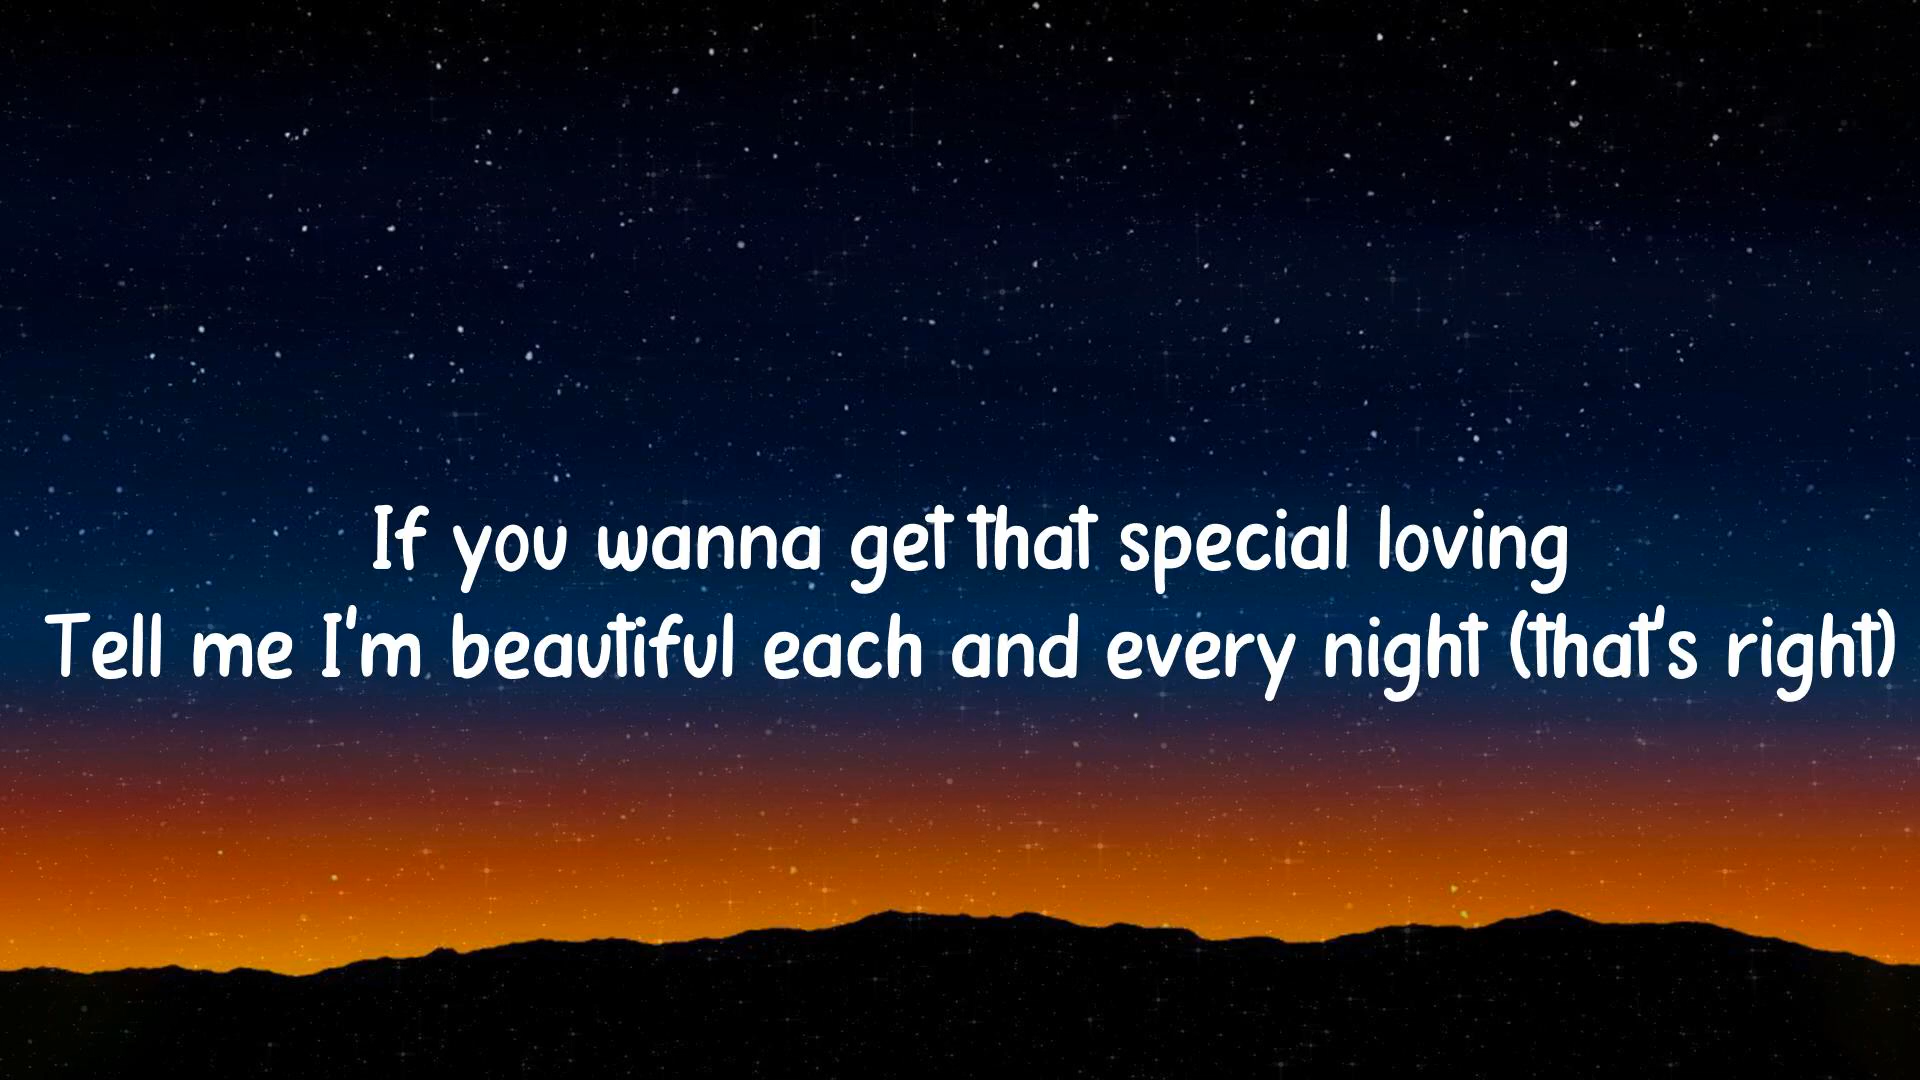 If you wanna get that special loving
Tell me I'm beautiful each and every night (that's right)